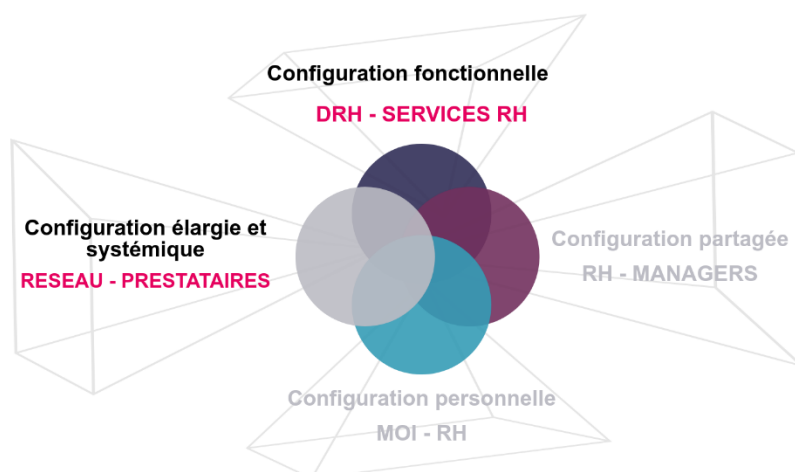 Configuration fonctionnelle
DRH - SERVICES RH
Configuration élargie et
systémique
RESEAU - PRESTATAIRES
Configuration partagée
RH - MANAGERS
Configuration personnelle
MOI - RH